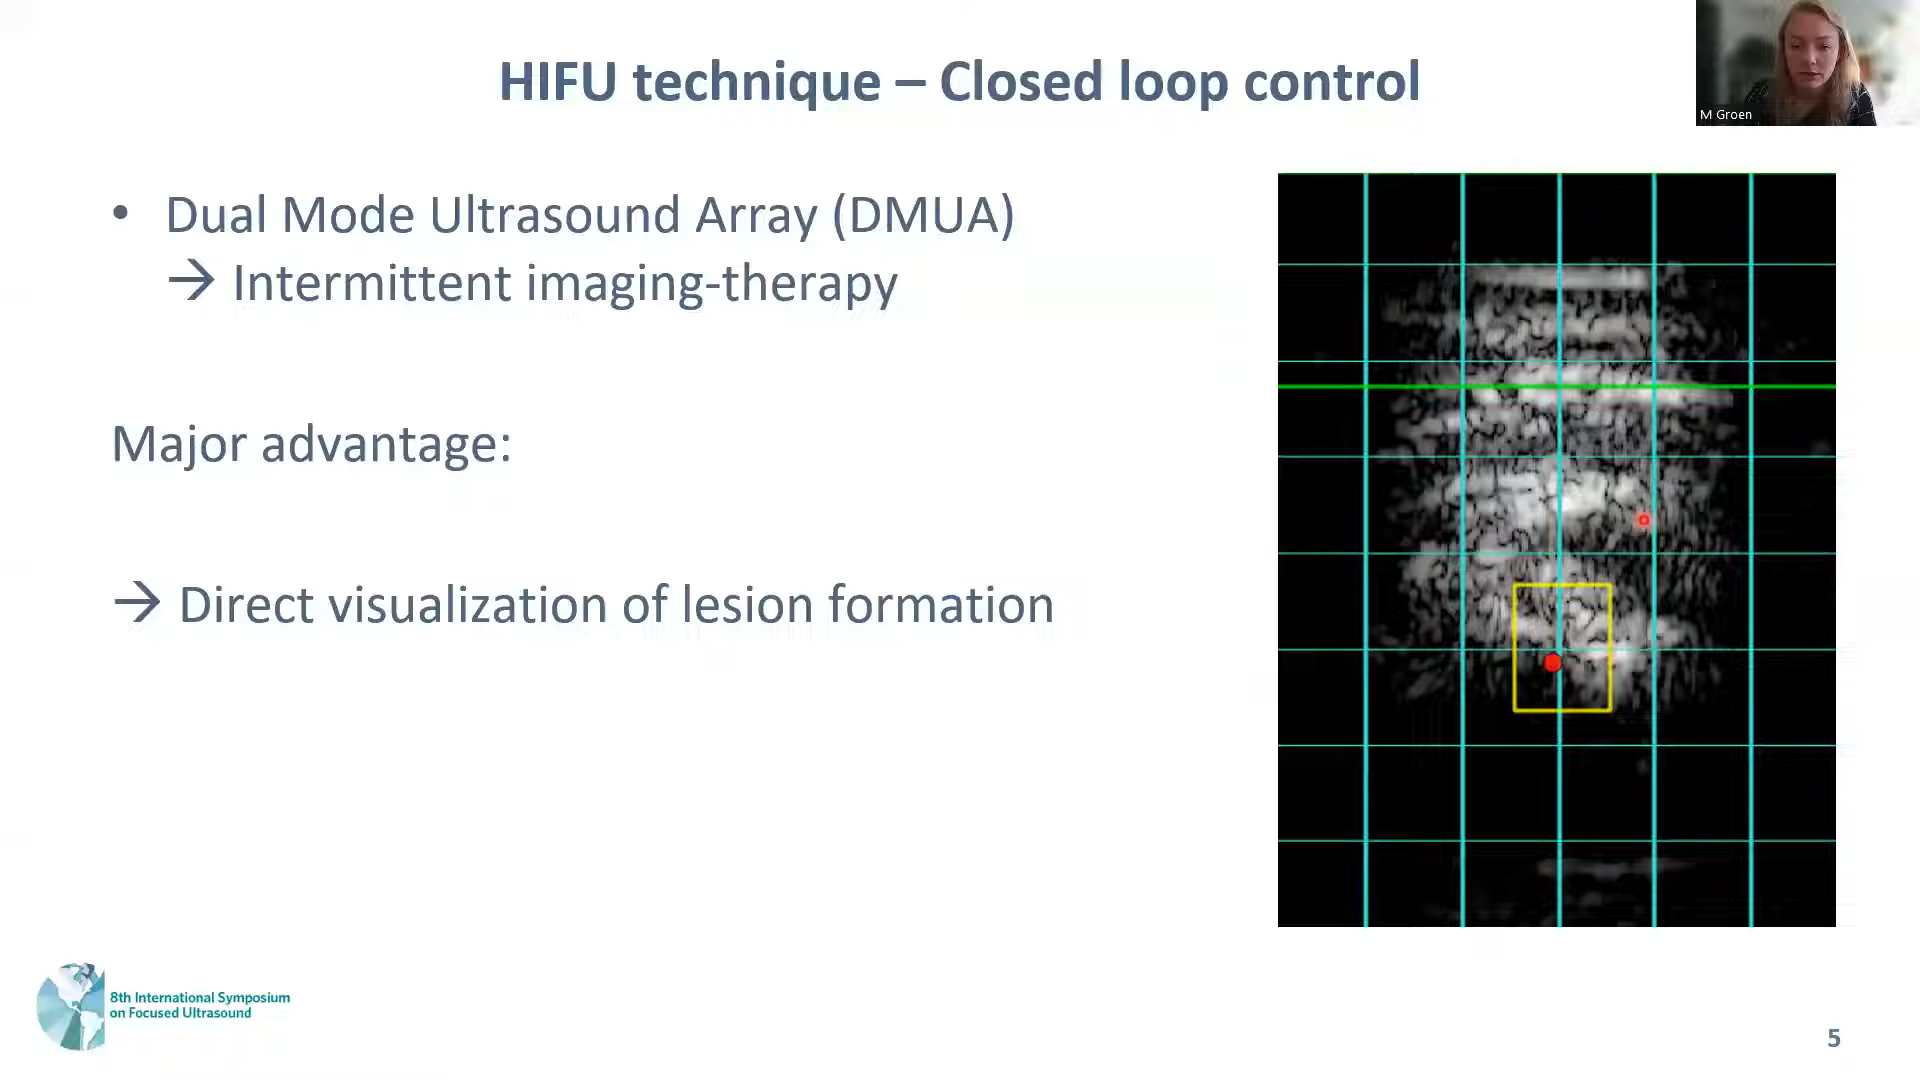 HIFU technique – Closed loop control
M Groen
• Dual Mode Ultrasound Array (DMUA)
→ Intermittent imaging-therapy
Major advantage:
→ Direct visualization of lesion formation
8th International Symposium
on Focused Ultrasound
5